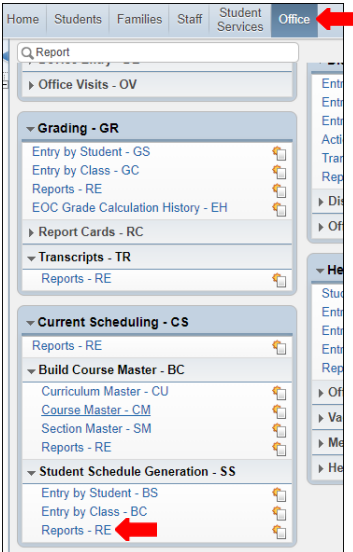 Home Students Families Staff Student Services Office
Report
Office Visits - OV
Grading - GR
Entry by Student - GS
Entry by Class - GC
Reports - RE
EOC Grade Calculation History - EH
Report Cards - RC
Transcripts - TR
Reports - RE
Current Scheduling - CS
Reports - RE
Build Course Master - BC
Curriculum Master - CU
Course Master - CM
Section Master - SM
Reports - RE
Student Schedule Generation - SS
Entry by Student - BS
Entry by Class - BC
Reports - RE